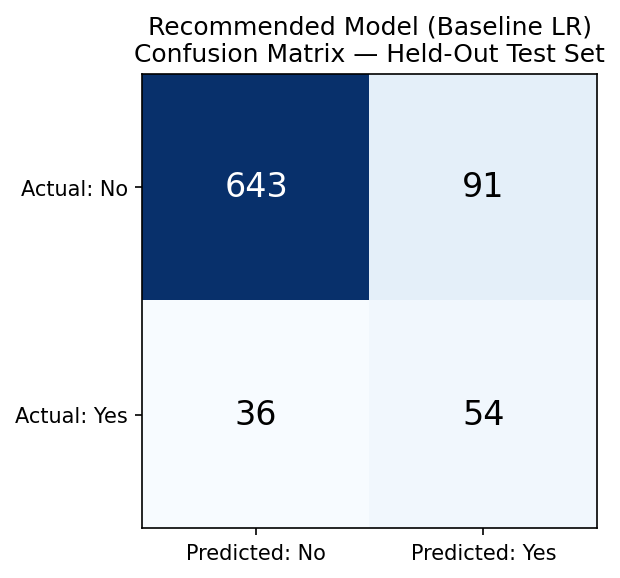 Recommended Model (Baseline LR)
Confusion Matrix — Held-Out Test Set
Actual: No
643
91
Actual: Yes
36
54
Predicted: No
Predicted: Yes